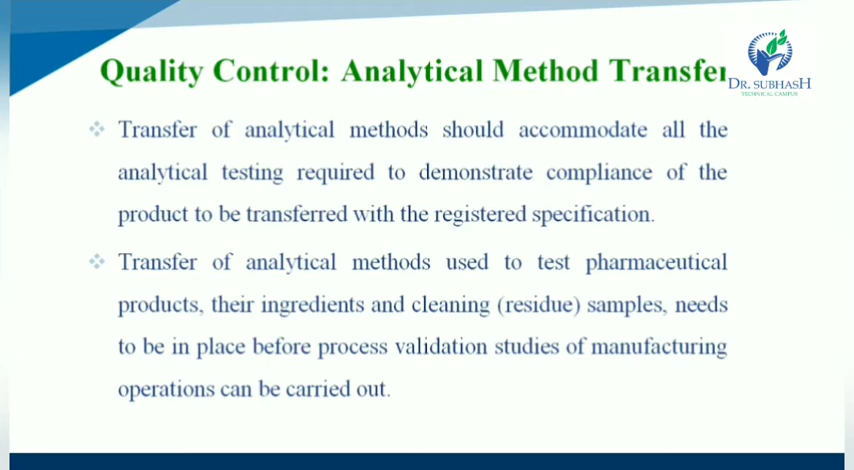 Quality Control: Analytical Method Transfer
DR. SUBHASH
TECHNICAL CAMPUS
Transfer of analytical methods should accommodate all the
analytical testing required to demonstrate compliance of the
product to be transferred with the registered specification.
Transfer of analytical methods used to test pharmaceutical
products, their ingredients and cleaning (residue) samples, needs
to be in place before process validation studies of manufacturing
operations can be carried out.